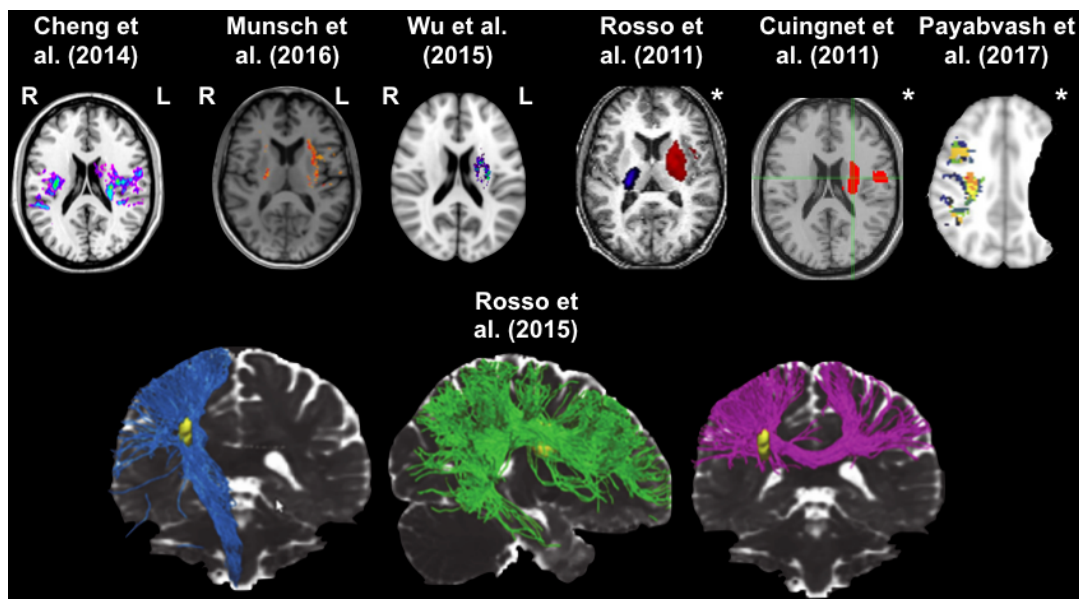 Cheng et
al. (2014)
Munsch et
al. (2016)
Wu et al.
(2015)
Rosso et
al. (2011)
Cuingnet et
al. (2011)
Payabvash et
al. (2017)
R L
R L
R L
*
*
*
Rosso et
al. (2015)